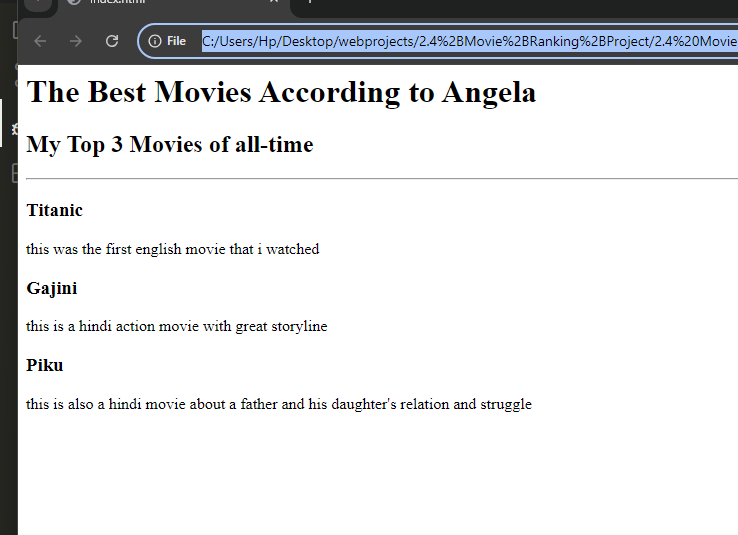 index.html
File C:/Users/Hp/Desktop/webprojects/2.4%2BMovie%2BRanking%2BProject/2.4%20Movie
The Best Movies According to Angela
My Top 3 Movies of all-time
Titanic
this was the first english movie that i watched
Gajini
this is a hindi action movie with great storyline
Piku
this is also a hindi movie about a father and his daughter's relation and struggle